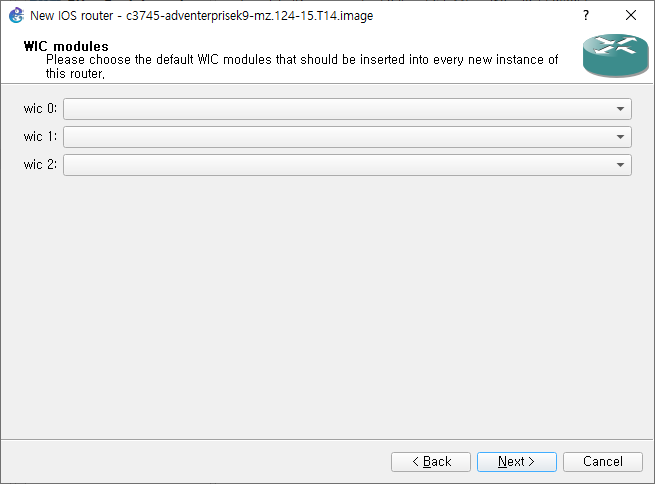 New IOS router - c3745-adventerprisek9-mz.124-15.T14.image
?
WIC modules
Please choose the default WIC modules that should be inserted into every new instance of
this router.
wic 0:
wic 1:
wic 2:
< Back
Next >
Cancel